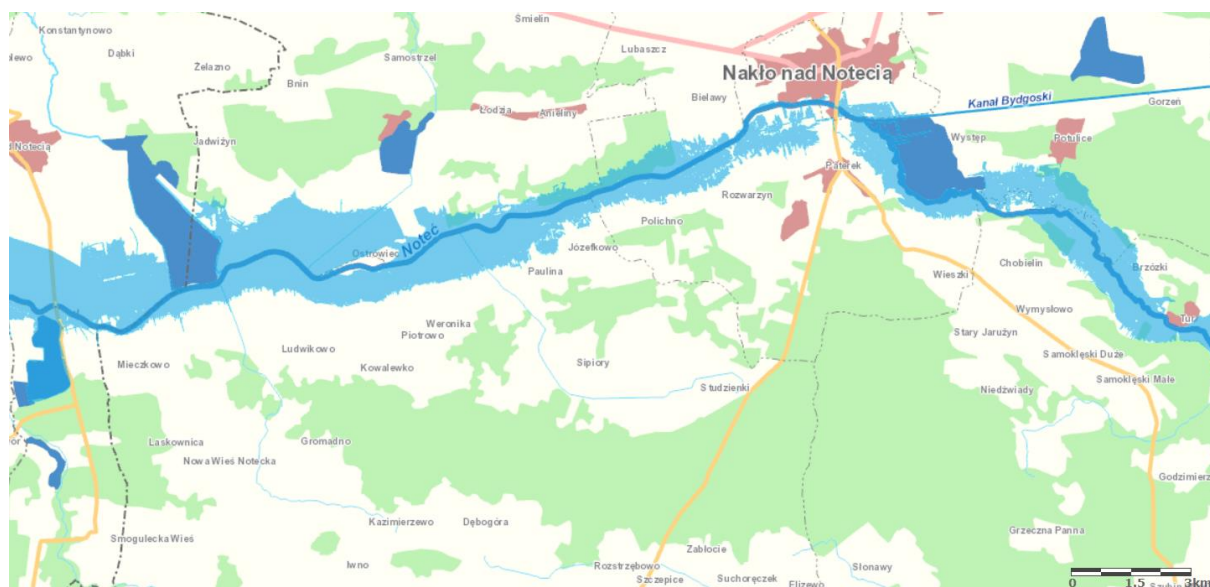 Konstantynowo
Śmielin
Dąbki
Lubaszcz
Samostrzel
Żelazno
Bnin
Nakło nad Notecią
Bielawy
Kanał Bydgoski
Gorzeń
Łodzia
Anieliny
Jadwiżyn
Występ
Potulice
d Notecią
Paterek
Rozwarzyn
Polichno
Noteć
Józefkowo
Ostrowiec
Paulina
Chobielin
Brzózki
Wieszki
Wymysłowo
Tur
Weronika
Piotrowo
Stary Jarużyn
Ludwikowo
Samoklęski Duże
Mieczkowo
Kowalewko
Sipiory
Samoklęski Małe
Studzienki
Niedźwiady
Laskownica
Gromadno
Nowa Wieś Notecka
Godzimierz
Kazimierzewo
Dębogóra
Grzeczna Panna
Smogulecka Wieś
Zabłocie
Iwno
Rozstrzębowo
Słonawy
Szczepice
Suchoręczek
Elizewo
0 1,5 3km